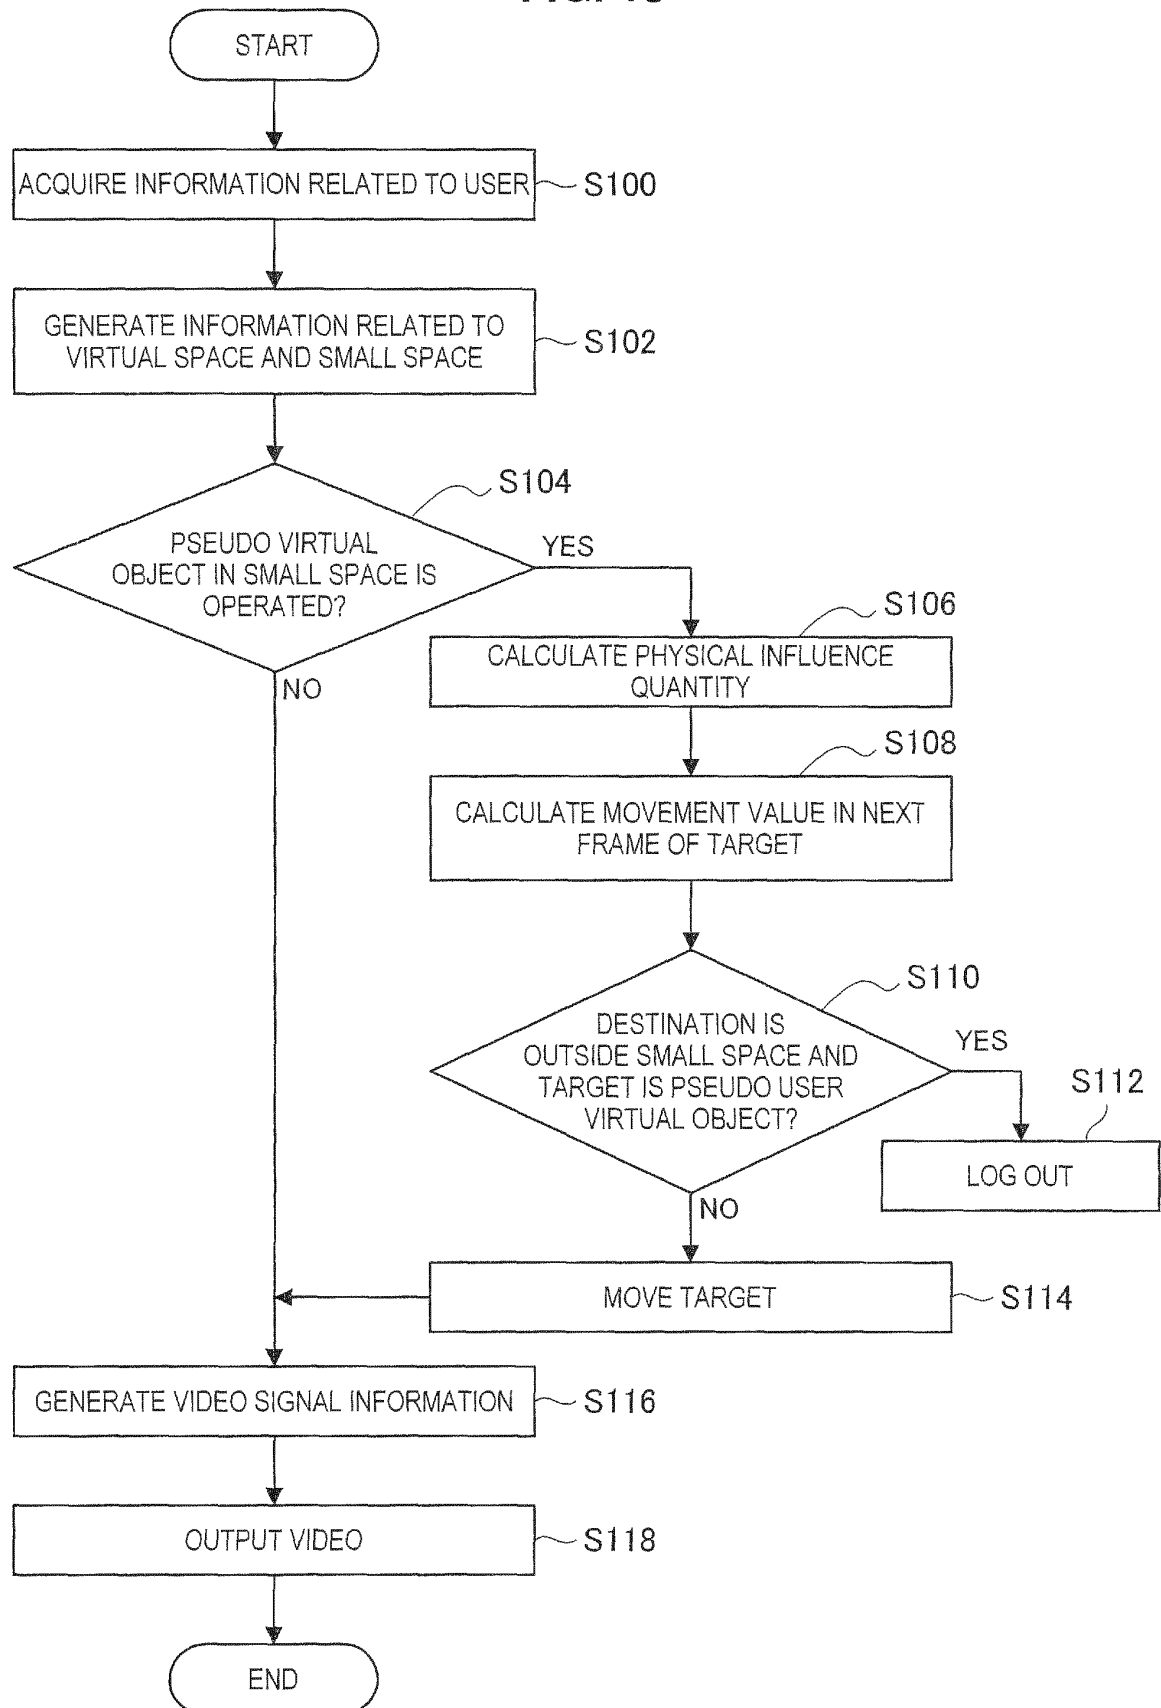 START
ACQUIRE INFORMATION RELATED TO USER
S100
GENERATE INFORMATION RELATED TO
VIRTUAL SPACE AND SMALL SPACE
S102
S104
PSEUDO VIRTUAL
OBJECT IN SMALL SPACE IS
OPERATED?
YES
NO
S106
CALCULATE PHYSICAL INFLUENCE
QUANTITY
S108
CALCULATE MOVEMENT VALUE IN NEXT
FRAME OF TARGET
S110
DESTINATION IS
OUTSIDE SMALL SPACE AND
TARGET IS PSEUDO USER
VIRTUAL OBJECT?
YES
S112
LOG OUT
NO
MOVE TARGET
S114
GENERATE VIDEO SIGNAL INFORMATION
S116
OUTPUT VIDEO
S118
END